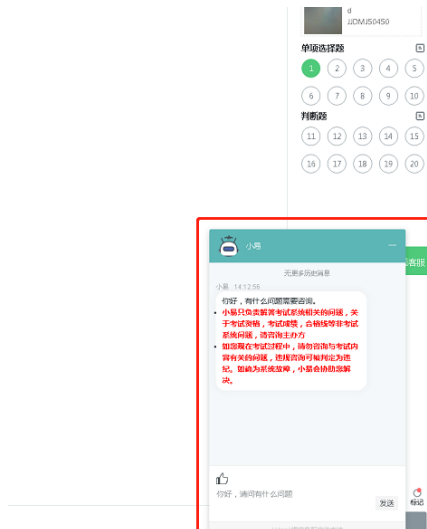 d
JJDMJS0450
单项选择题
1 2 3 4 5
6 7 8 9 10
判断题
11 12 13 14 15
16 17 18 19 20
小易
客服
无更多历史消息
小易 14:12:58
你好，有什么问题需要咨询。
小易只负责解答考试系统相关的问题，关
于考试资格，考试成绩，合格线等非考试
系统问题，请咨询主办方
如您现在考试过程中，请勿咨询与考试内
容有关的问题，违规咨询可被判定为违
纪。如确为系统故障，小易会协助您解
决。
你好，请问有什么问题
发送
标记